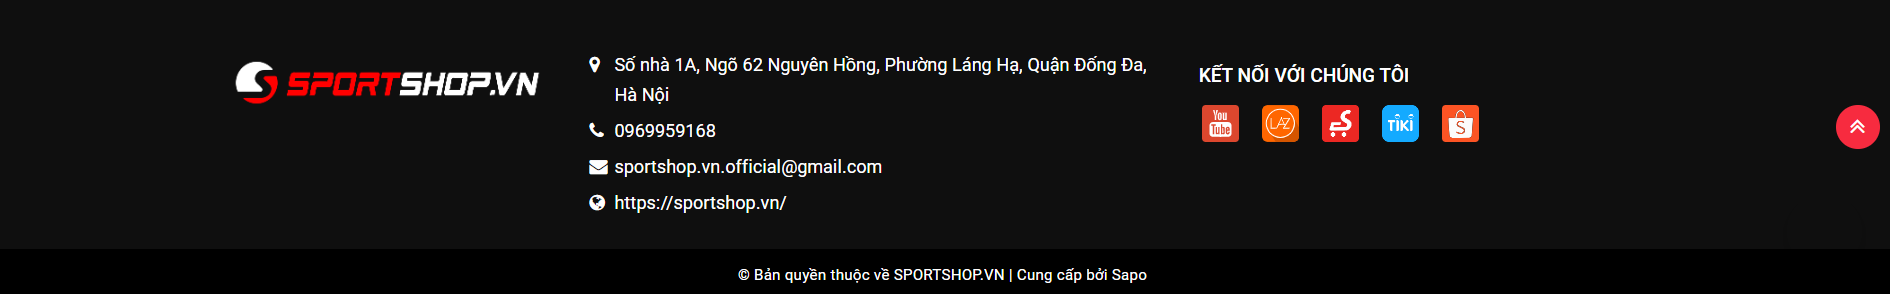 SPORTSHOP.VN
Số nhà 1A, Ngõ 62 Nguyên Hồng, Phường Láng Hạ, Quận Đống Đa,
Hà Nội
0969959168
sportshop.vn.official@gmail.com
https://sportshop.vn/
KẾT NỐI VỚI CHÚNG TÔI
You
Tube
LAZ
TIKI
S
© Bản quyền thuộc về SPORTSHOP.VN | Cung cấp bởi Sapo